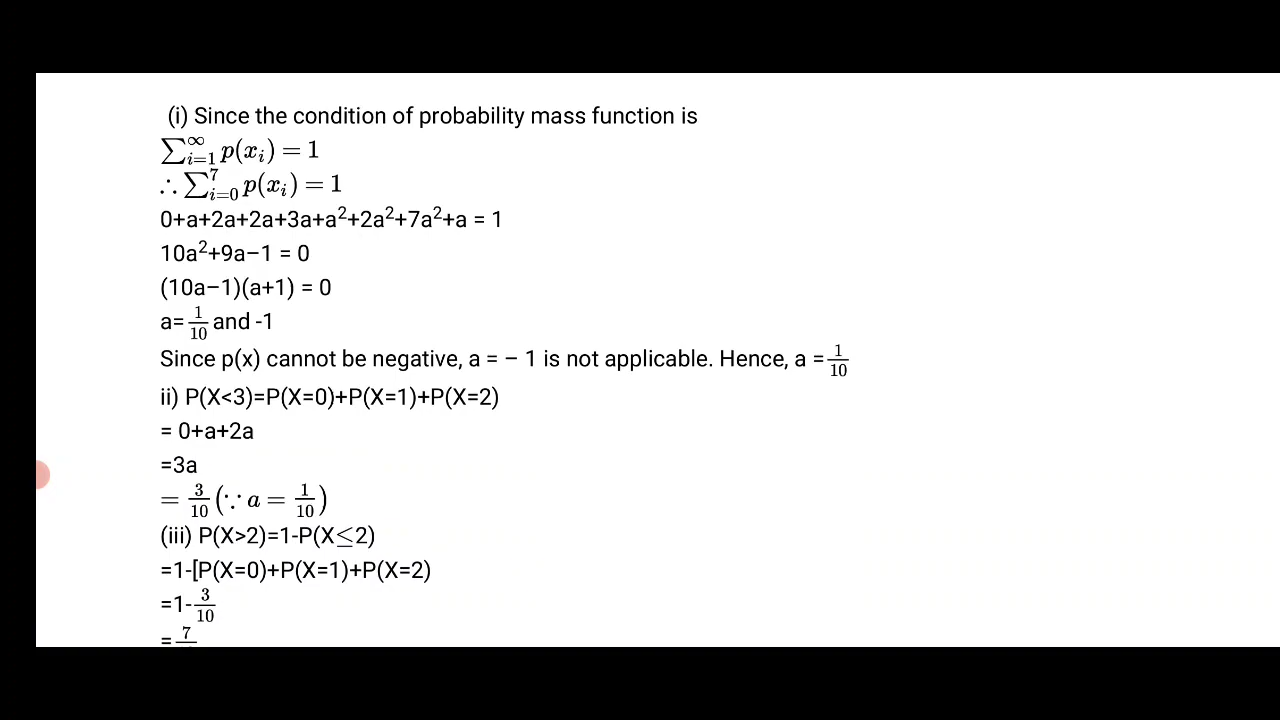 (i) Since the condition of probability mass function is
∑_{i=1}^{∞} p(x_i) = 1
∴ ∑_{i=0}^{7} p(x_i) = 1
0+a+2a+2a+3a+a²+2a²+7a²+a = 1
10a²+9a−1 = 0
(10a−1)(a+1) = 0
a= 1/10 and -1
Since p(x) cannot be negative, a = − 1 is not applicable. Hence, a = 1/10
ii) P(X<3)=P(X=0)+P(X=1)+P(X=2)
= 0+a+2a
=3a
= 3/10 (∵ a = 1/10)
(iii) P(X>2)=1-P(X≤2)
=1-[P(X=0)+P(X=1)+P(X=2)
=1- 3/10
= 7